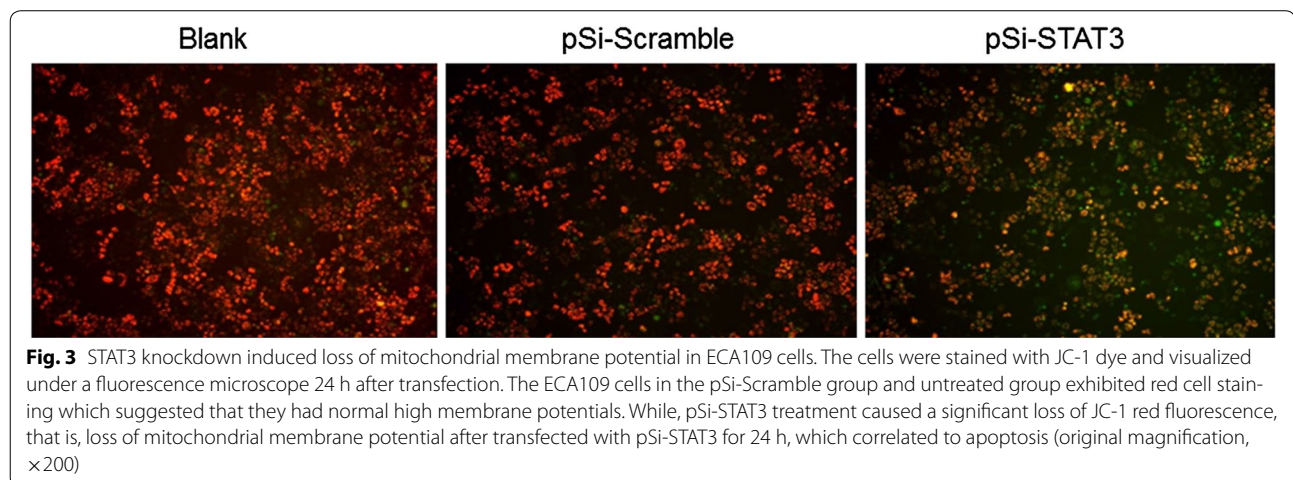 Blank pSi-Scramble pSi-STAT3
Fig. 3 STAT3 knockdown induced loss of mitochondrial membrane potential in ECA109 cells. The cells were stained with JC-1 dye and visualized
under a fluorescence microscope 24 h after transfection. The ECA109 cells in the pSi-Scramble group and untreated group exhibited red cell stain-
ing which suggested that they had normal high membrane potentials. While, pSi-STAT3 treatment caused a significant loss of JC-1 red fluorescence,
that is, loss of mitochondrial membrane potential after transfected with pSi-STAT3 for 24 h, which correlated to apoptosis (original magnification,
×200)